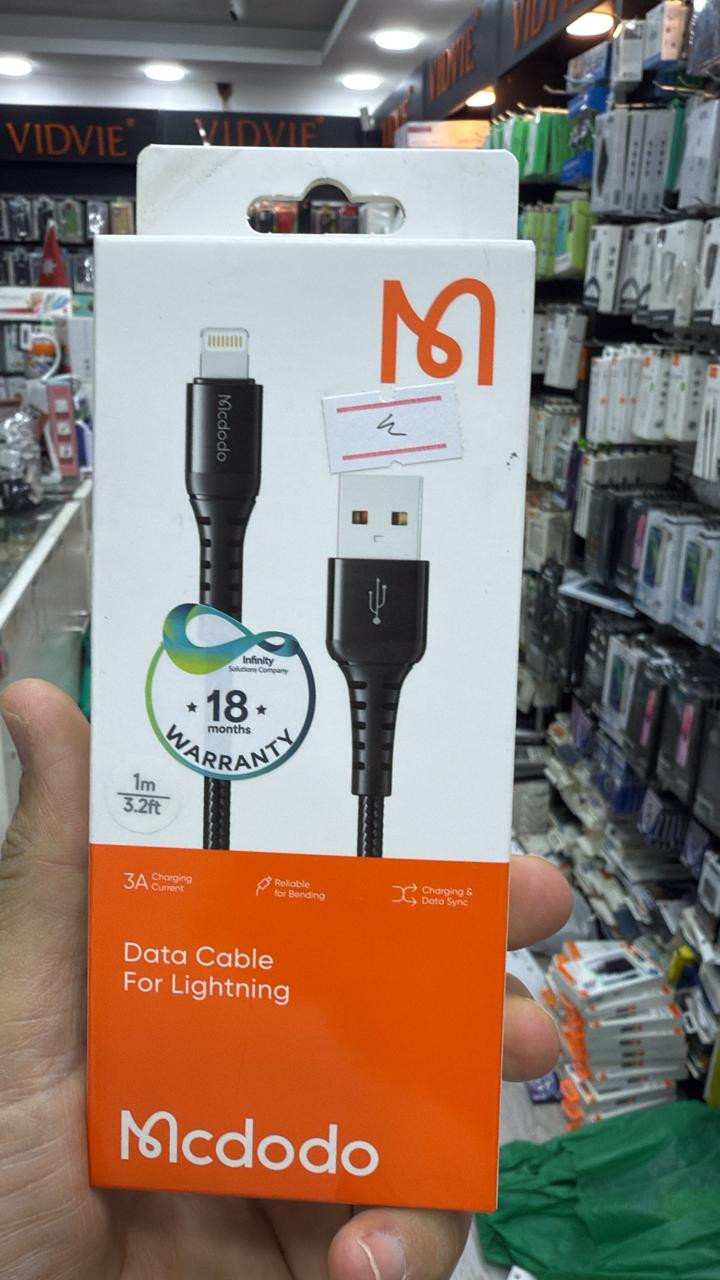 VIDVIE
VIDVIE
VIDVIE
VIDVIE
Mcdodo
Infinity
Solutions Company
18
months
WARRANTY
1m
3.2ft
3A Charging Current
Reliable for Bending
Charging & Data Sync
Data Cable
For Lightning
Mcdodo